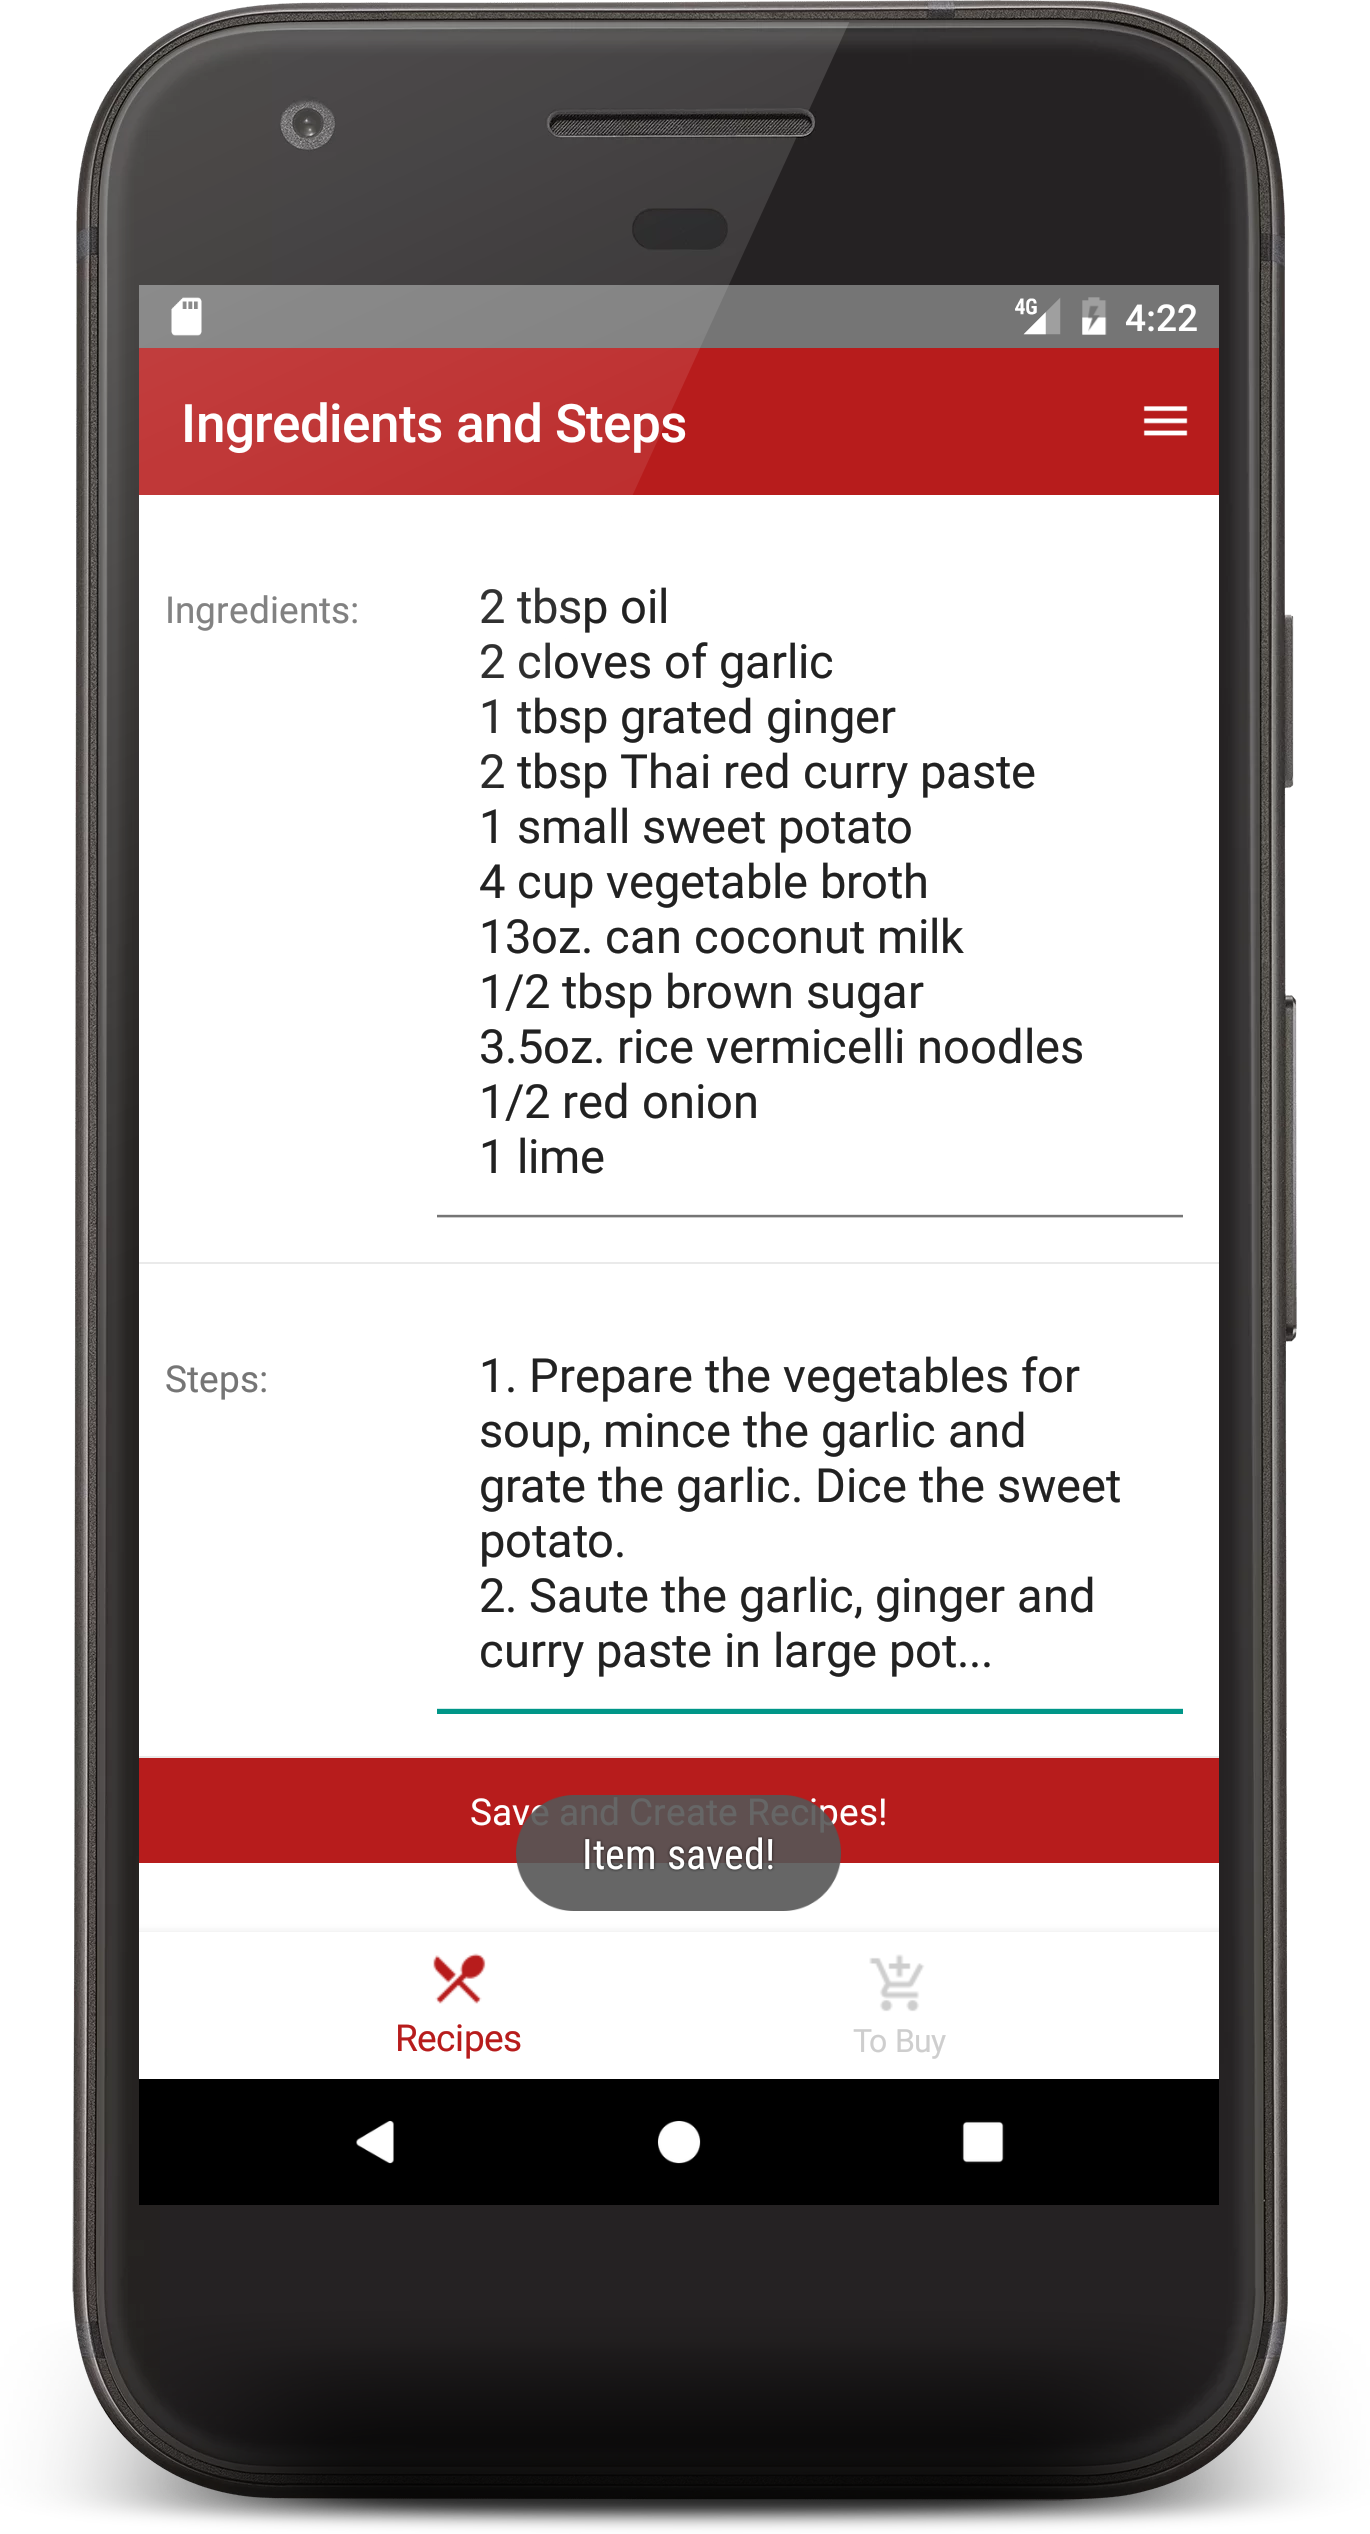 4G 4:22
Ingredients and Steps
Ingredients:
2 tbsp oil
2 cloves of garlic
1 tbsp grated ginger
2 tbsp Thai red curry paste
1 small sweet potato
4 cup vegetable broth
13oz. can coconut milk
1/2 tbsp brown sugar
3.5oz. rice vermicelli noodles
1/2 red onion
1 lime
Steps:
1. Prepare the vegetables for
soup, mince the garlic and
grate the garlic. Dice the sweet
potato.
2. Saute the garlic, ginger and
curry paste in large pot...
Save and Create Recipes!
Item saved!
Recipes
To Buy